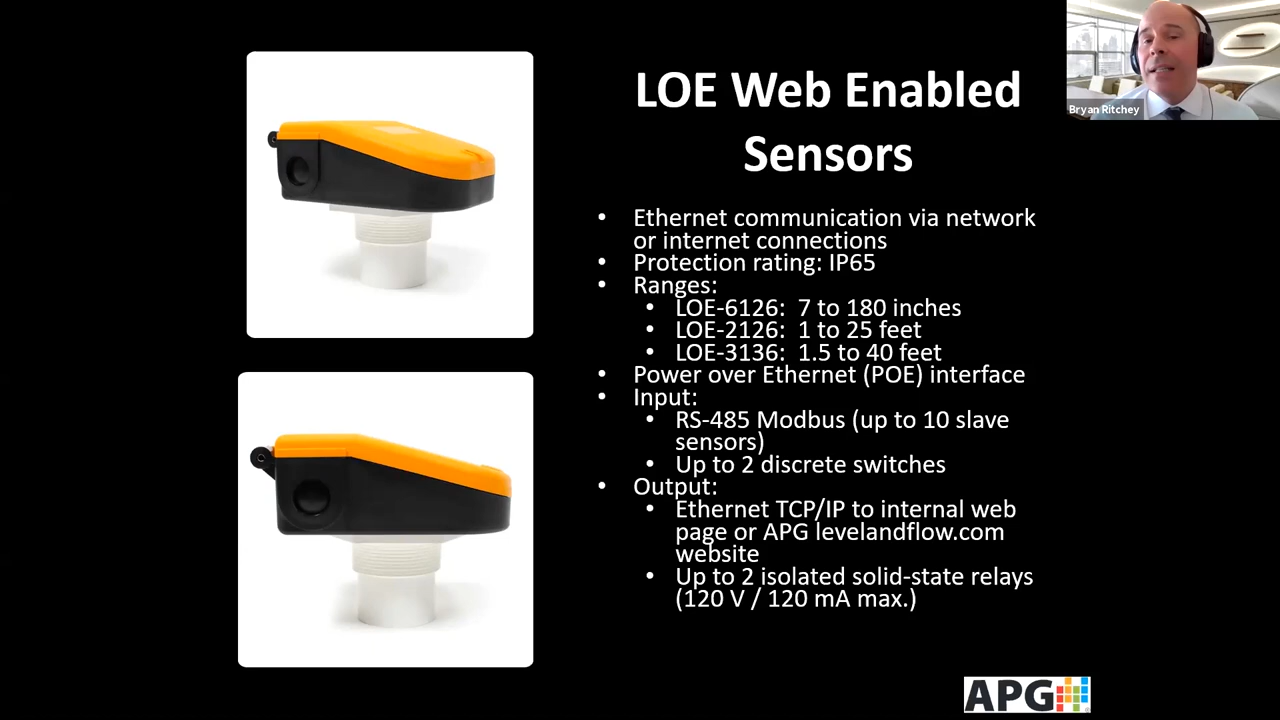 LOE Web Enabled
Sensors
Bryan Ritchey
• Ethernet communication via network
or internet connections
• Protection rating: IP65
• Ranges:
• LOE-6126: 7 to 180 inches
• LOE-2126: 1 to 25 feet
• LOE-3136: 1.5 to 40 feet
• Power over Ethernet (POE) interface
• Input:
• RS-485 Modbus (up to 10 slave
sensors)
• Up to 2 discrete switches
• Output:
• Ethernet TCP/IP to internal web
page or APG levelandflow.com
website
• Up to 2 isolated solid-state relays
(120 V / 120 mA max.)
APG